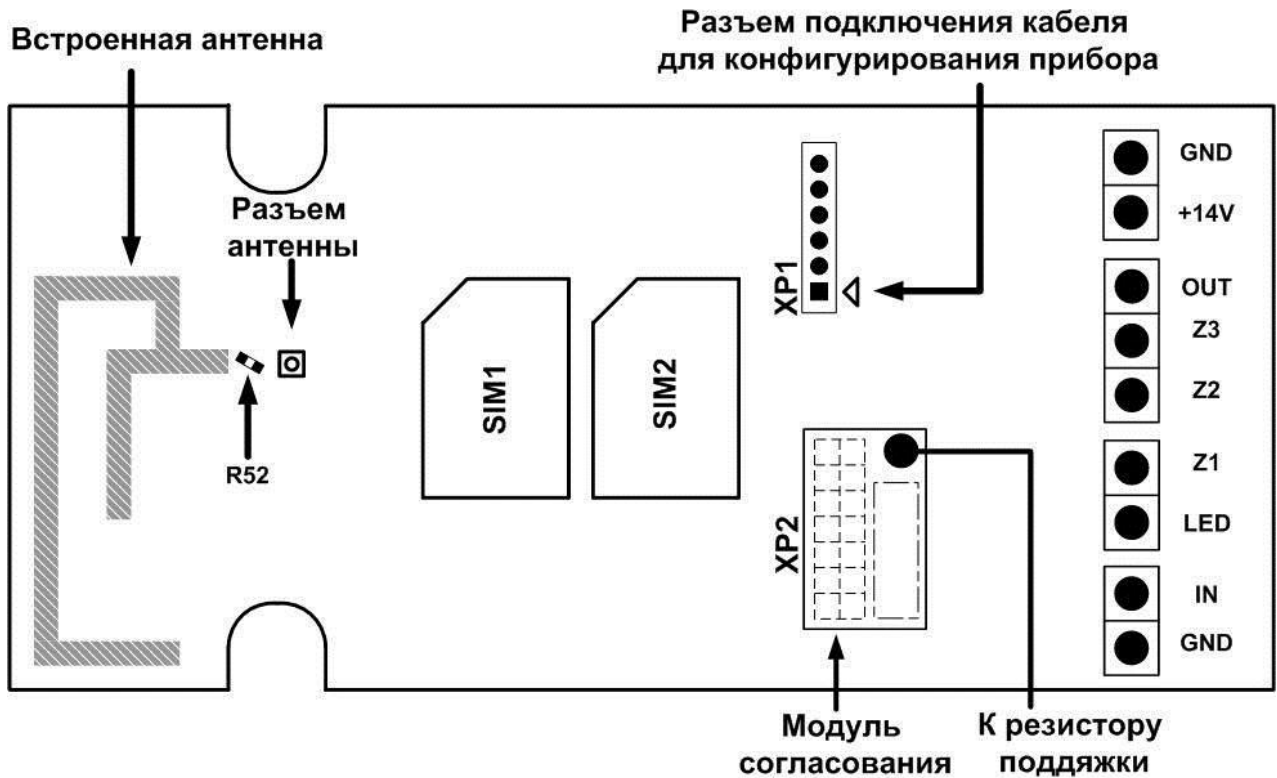 Встроенная антенна
Разъем подключения кабеля
для конфигурирования прибора
Разъем
антенны
R52
SIM1
SIM2
XP1
XP2
GND
+14V
OUT
Z3
Z2
Z1
LED
IN
GND
Модуль
согласования
К резистору
поддяжки